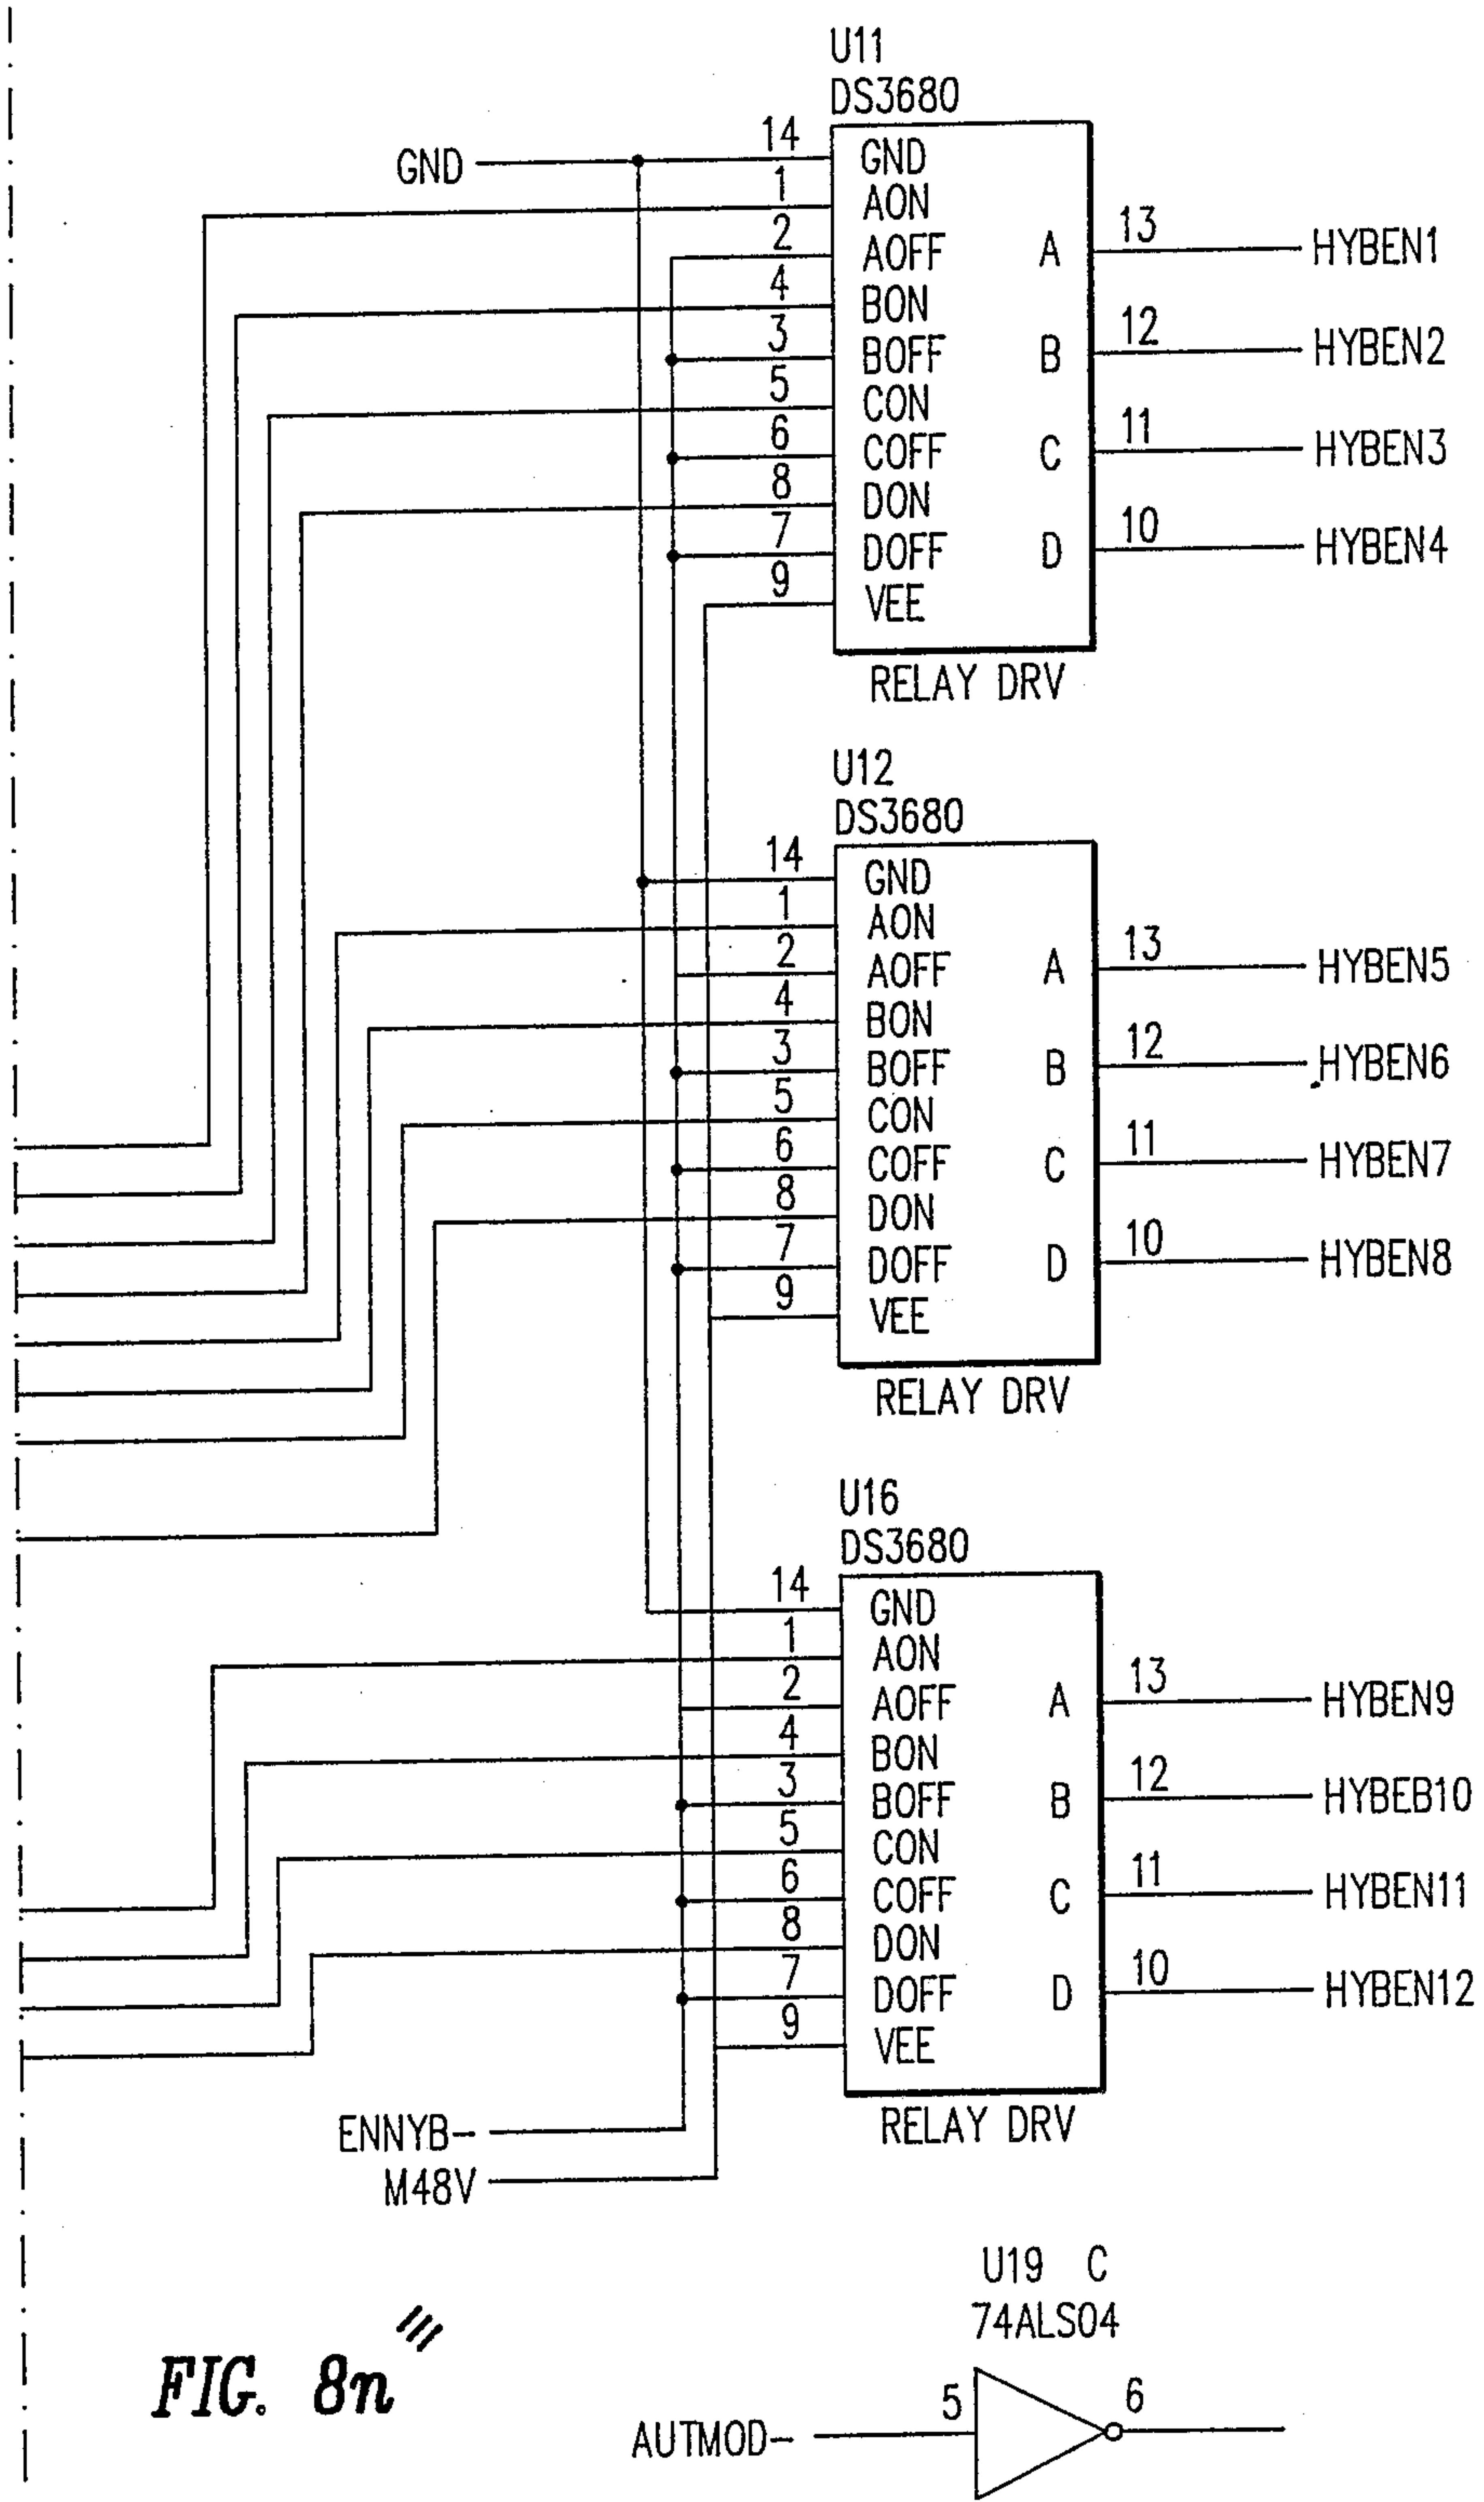 U11
DS3680
GND
14
GND
1
AON
2
AOFF
A
13
HYBEN1
4
BON
3
BOFF
B
12
HYBEN2
5
CON
6
COFF
C
11
HYBEN3
8
DON
7
DOFF
D
10
HYBEN4
9
VEE
RELAY DRV
U12
DS3680
14
GND
1
AON
2
AOFF
A
13
HYBEN5
4
BON
3
BOFF
B
12
HYBEN6
5
CON
6
COFF
C
11
HYBEN7
8
DON
7
DOFF
D
10
HYBEN8
9
VEE
RELAY DRV
U16
DS3680
14
GND
1
AON
2
AOFF
A
13
HYBEN9
4
BON
3
BOFF
B
12
HYBEB10
5
CON
6
COFF
C
11
HYBEN11
8
DON
7
DOFF
D
10
HYBEN12
9
VEE
RELAY DRV
ENNYB-
M48V
U19 C
74ALS04
FIG. 8n'''
AUTMOD-
5
6